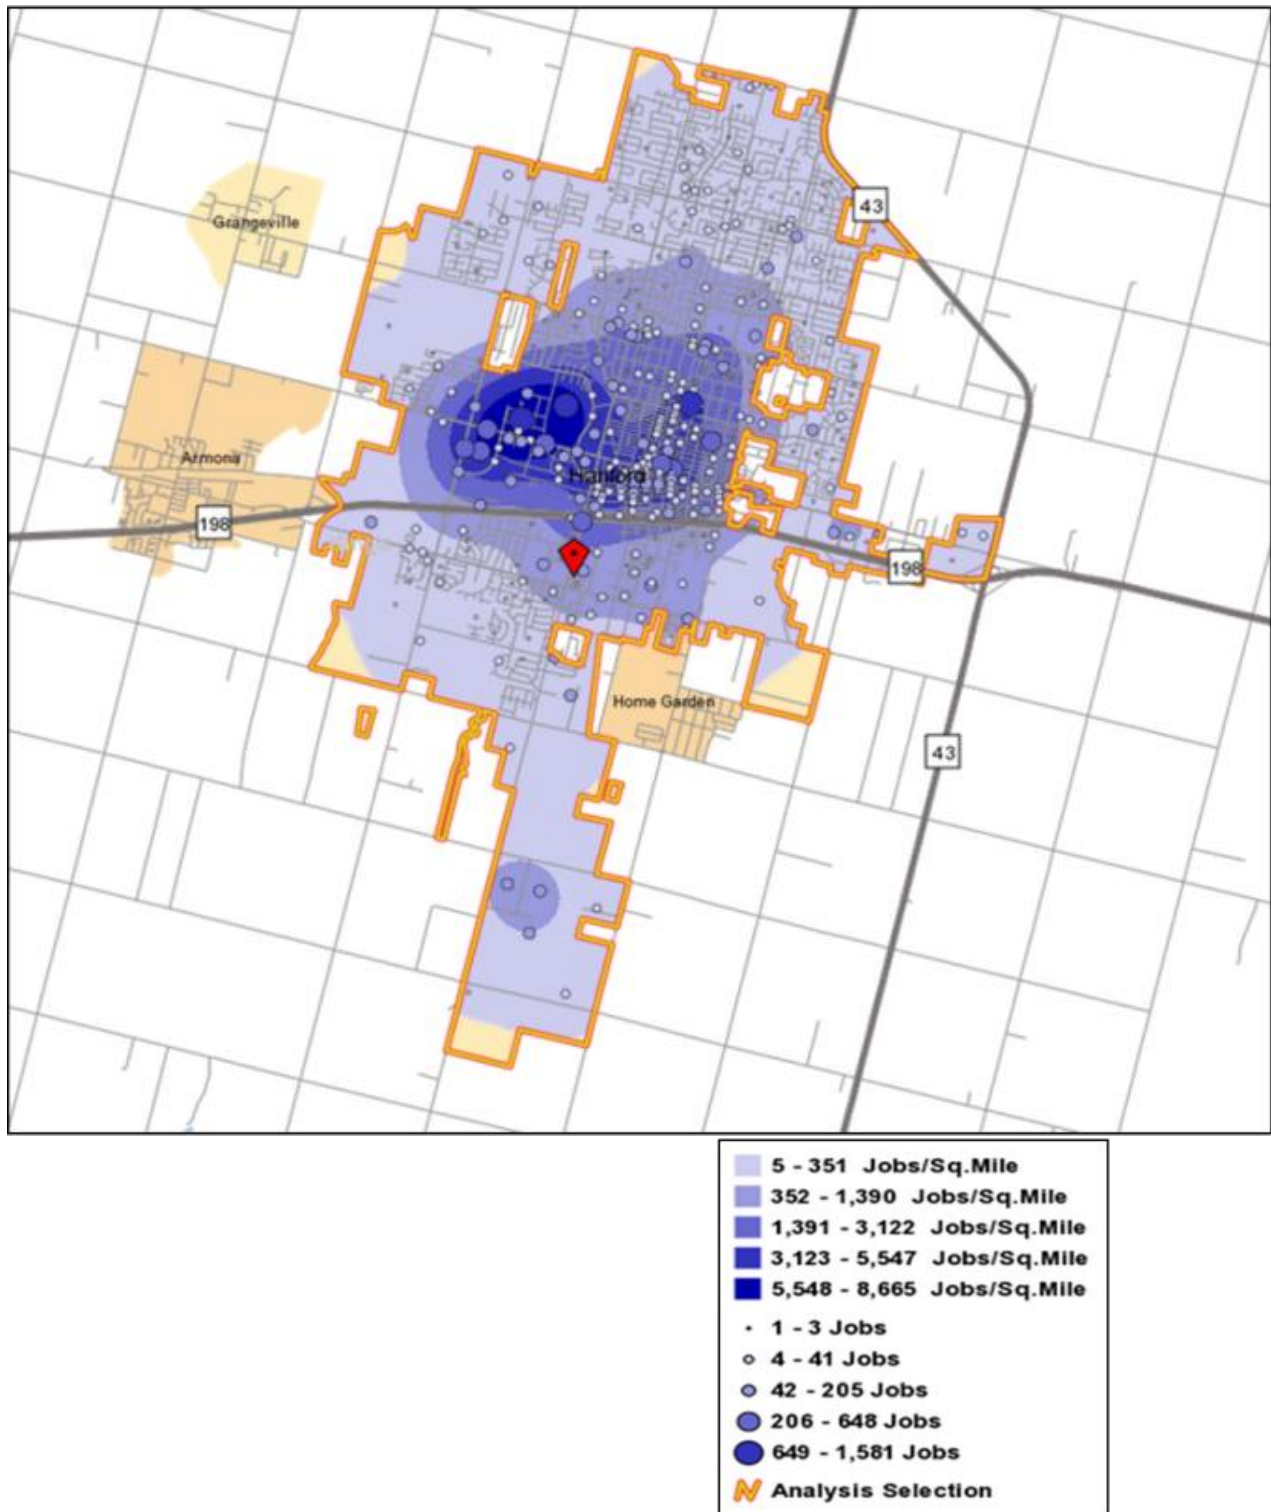 43
Grangeville
Armona
Hanford
198
198
Home Garden
43
5 - 351 Jobs/Sq.Mile
352 - 1,390 Jobs/Sq.Mile
1,391 - 3,122 Jobs/Sq.Mile
3,123 - 5,547 Jobs/Sq.Mile
5,548 - 8,665 Jobs/Sq.Mile
1 - 3 Jobs
4 - 41 Jobs
42 - 205 Jobs
206 - 648 Jobs
649 - 1,581 Jobs
Analysis Selection